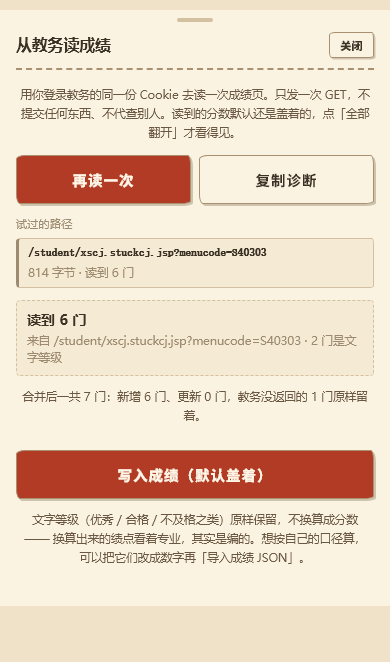 从教务读成绩
关闭
用你登录教务的同一份 Cookie 去读一次成绩页。只发一次 GET，不
提交任何东西、不代查别人。读到的分数默认还是盖着的，点「全部
翻开」才看得见。
再读一次
复制诊断
试过的路径
/student/xscj.stuckcj.jsp?menucode=S40303
814 字节 · 读到 6 门
读到 6 门
来自 /student/xscj.stuckcj.jsp?menucode=S40303 · 2 门是文
字等级
合并后一共 7 门：新增 6 门、更新 0 门，教务没返回的 1 门原样留
着。
写入成绩（默认盖着）
文字等级（优秀 / 合格 / 不及格之类）原样保留，不换算成分数
—— 换算出来的绩点看着专业，其实是编的。想按自己的口径算，
可以把它们改成数字再「导入成绩 JSON」。